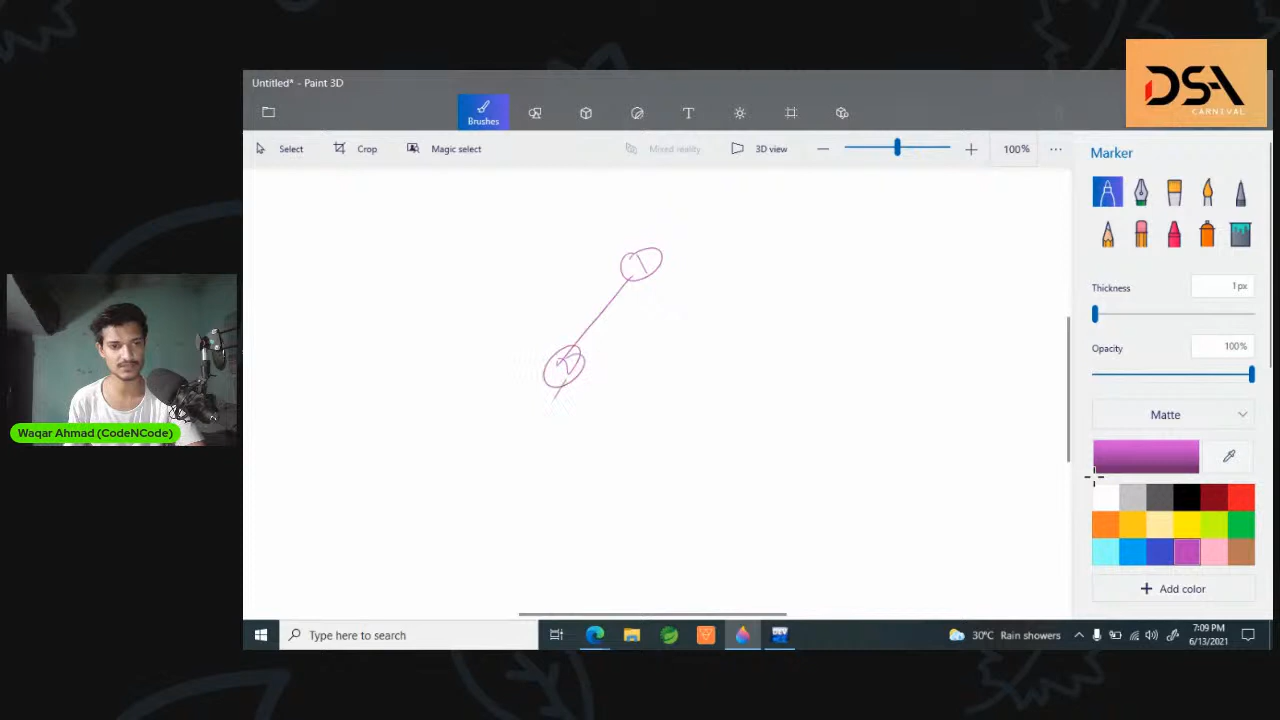 DSA
CARNIVAL
Untitled* - Paint 3D
Brushes
Select
Crop
Magic select
Mixed reality
3D view
100%
Marker
Thickness
1px
Opacity
100%
Matte
Add color
Waqar Ahmad (CodeNCode)
1
Type here to search
DEV
30°C Rain showers
7:09 PM
6/13/2021